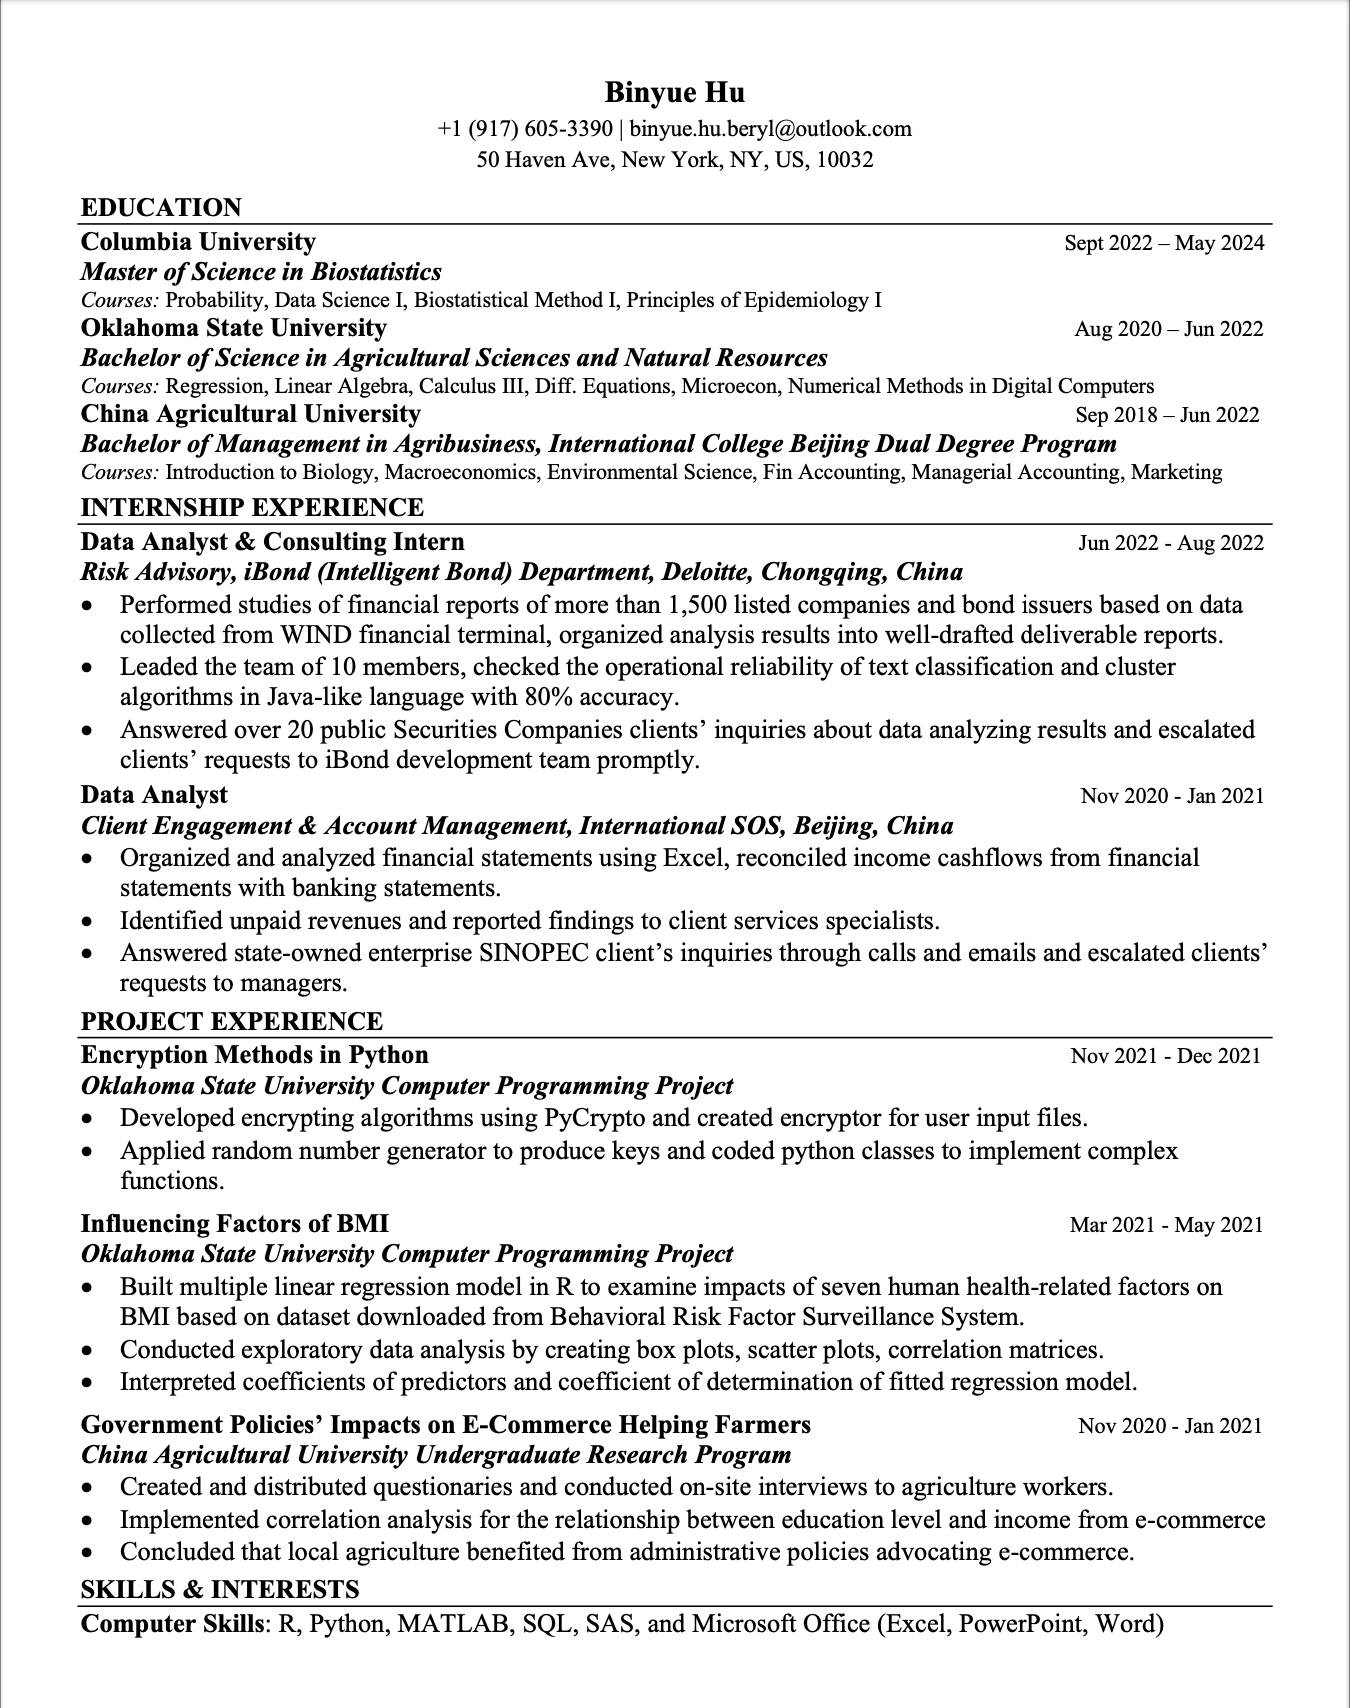 Binyue Hu
+1 (917) 605-3390 | binyue.hu.beryl@outlook.com
50 Haven Ave, New York, NY, US, 10032
EDUCATION
Columbia University Sept 2022 – May 2024
Master of Science in Biostatistics
Courses: Probability, Data Science I, Biostatistical Method I, Principles of Epidemiology I
Oklahoma State University Aug 2020 – Jun 2022
Bachelor of Science in Agricultural Sciences and Natural Resources
Courses: Regression, Linear Algebra, Calculus III, Diff. Equations, Microecon, Numerical Methods in Digital Computers
China Agricultural University Sep 2018 – Jun 2022
Bachelor of Management in Agribusiness, International College Beijing Dual Degree Program
Courses: Introduction to Biology, Macroeconomics, Environmental Science, Fin Accounting, Managerial Accounting, Marketing
INTERNSHIP EXPERIENCE
Data Analyst & Consulting Intern Jun 2022 - Aug 2022
Risk Advisory, iBond (Intelligent Bond) Department, Deloitte, Chongqing, China
• Performed studies of financial reports of more than 1,500 listed companies and bond issuers based on data
collected from WIND financial terminal, organized analysis results into well-drafted deliverable reports.
• Leaded the team of 10 members, checked the operational reliability of text classification and cluster
algorithms in Java-like language with 80% accuracy.
• Answered over 20 public Securities Companies clients’ inquiries about data analyzing results and escalated
clients’ requests to iBond development team promptly.
Data Analyst Nov 2020 - Jan 2021
Client Engagement & Account Management, International SOS, Beijing, China
• Organized and analyzed financial statements using Excel, reconciled income cashflows from financial
statements with banking statements.
• Identified unpaid revenues and reported findings to client services specialists.
• Answered state-owned enterprise SINOPEC client’s inquiries through calls and emails and escalated clients’
requests to managers.
PROJECT EXPERIENCE
Encryption Methods in Python Nov 2021 - Dec 2021
Oklahoma State University Computer Programming Project
• Developed encrypting algorithms using PyCrypto and created encryptor for user input files.
• Applied random number generator to produce keys and coded python classes to implement complex
functions.
Influencing Factors of BMI Mar 2021 - May 2021
Oklahoma State University Computer Programming Project
• Built multiple linear regression model in R to examine impacts of seven human health-related factors on
BMI based on dataset downloaded from Behavioral Risk Factor Surveillance System.
• Conducted exploratory data analysis by creating box plots, scatter plots, correlation matrices.
• Interpreted coefficients of predictors and coefficient of determination of fitted regression model.
Government Policies’ Impacts on E-Commerce Helping Farmers Nov 2020 - Jan 2021
China Agricultural University Undergraduate Research Program
• Created and distributed questionaries and conducted on-site interviews to agriculture workers.
• Implemented correlation analysis for the relationship between education level and income from e-commerce
• Concluded that local agriculture benefited from administrative policies advocating e-commerce.
SKILLS & INTERESTS
Computer Skills: R, Python, MATLAB, SQL, SAS, and Microsoft Office (Excel, PowerPoint, Word)